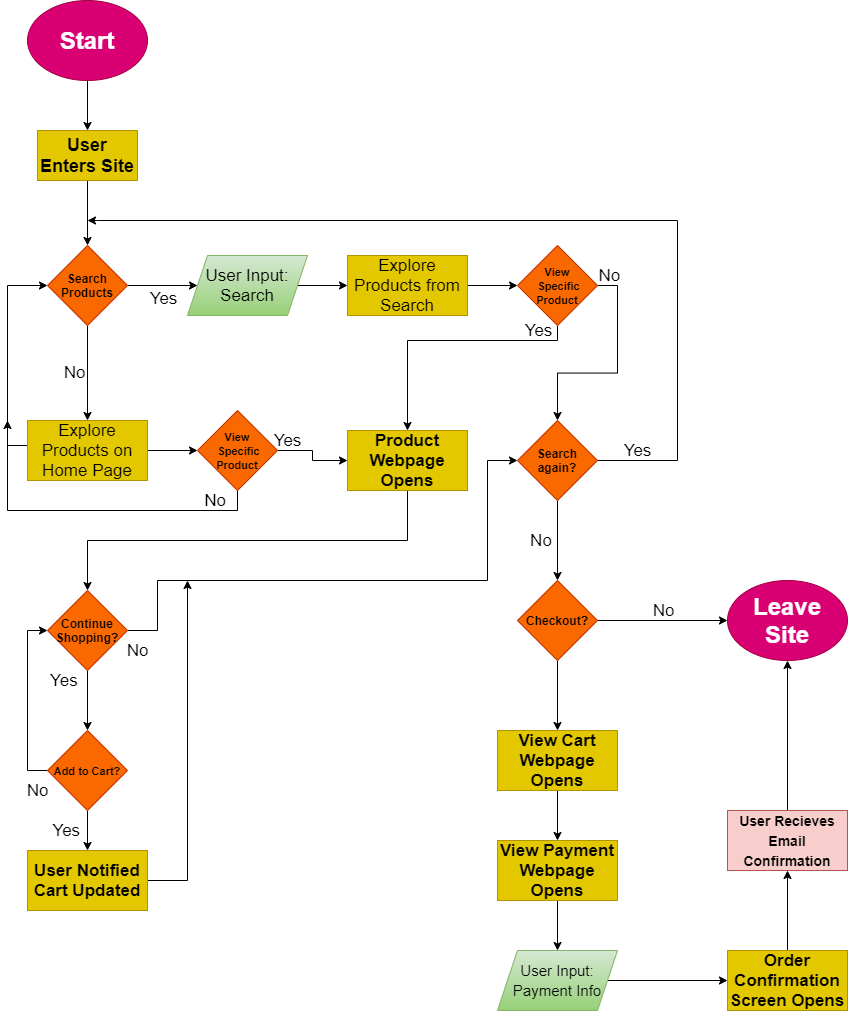 Start
User
Enters Site
Search
Products
Yes
User Input:
Search
Explore
Products from
Search
View
Specific
Product
No
Yes
No
Explore
Products on
Home Page
View
Specific
Product
Yes
No
Product
Webpage
Opens
Search
again?
Yes
No
Continue
Shopping?
No
Yes
Add to Cart?
No
Yes
User Notified
Cart Updated
Checkout?
No
Leave
Site
View Cart
Webpage
Opens
View Payment
Webpage
Opens
User Input:
Payment Info
Order
Confirmation
Screen Opens
User Recieves
Email
Confirmation